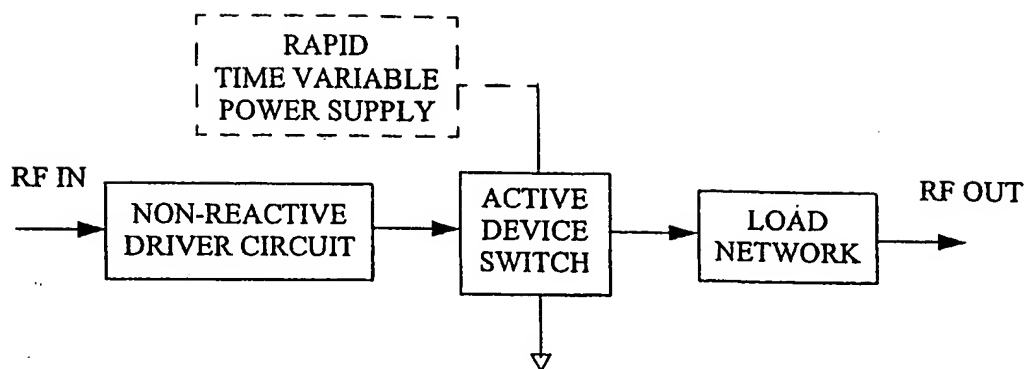 RAPID
TIME VARIABLE
POWER SUPPLY
RF IN
NON-REACTIVE
DRIVER CIRCUIT
ACTIVE
DEVICE
SWITCH
LOAD
NETWORK
RF OUT